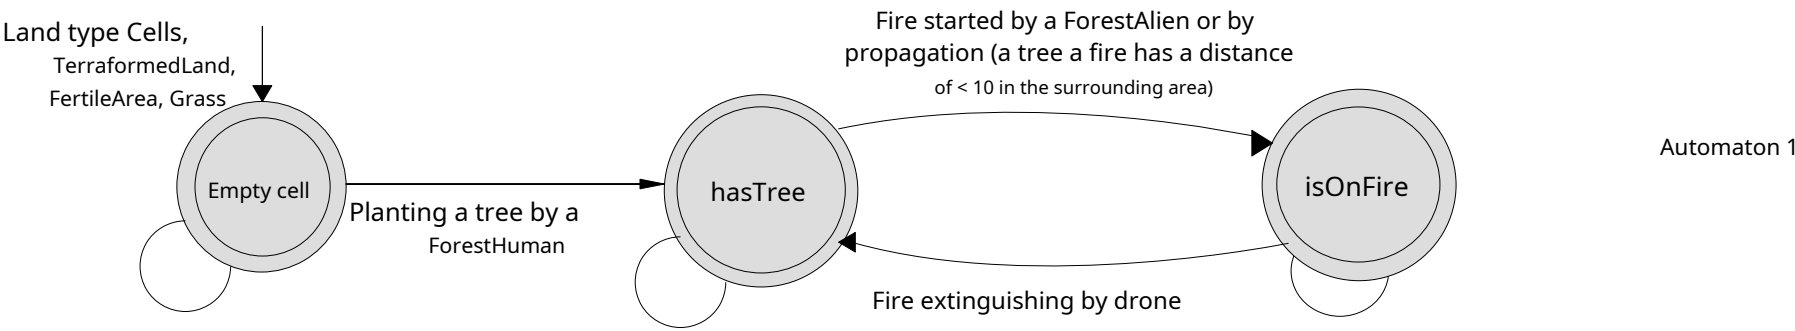 Land type Cells,
TerraformedLand,
FertileArea, Grass
Empty cell
Planting a tree by a
ForestHuman
hasTree
Fire started by a ForestAlien or by
propagation (a tree a fire has a distance
of < 10 in the surrounding area)
isOnFire
Fire extinguishing by drone
Automaton 1